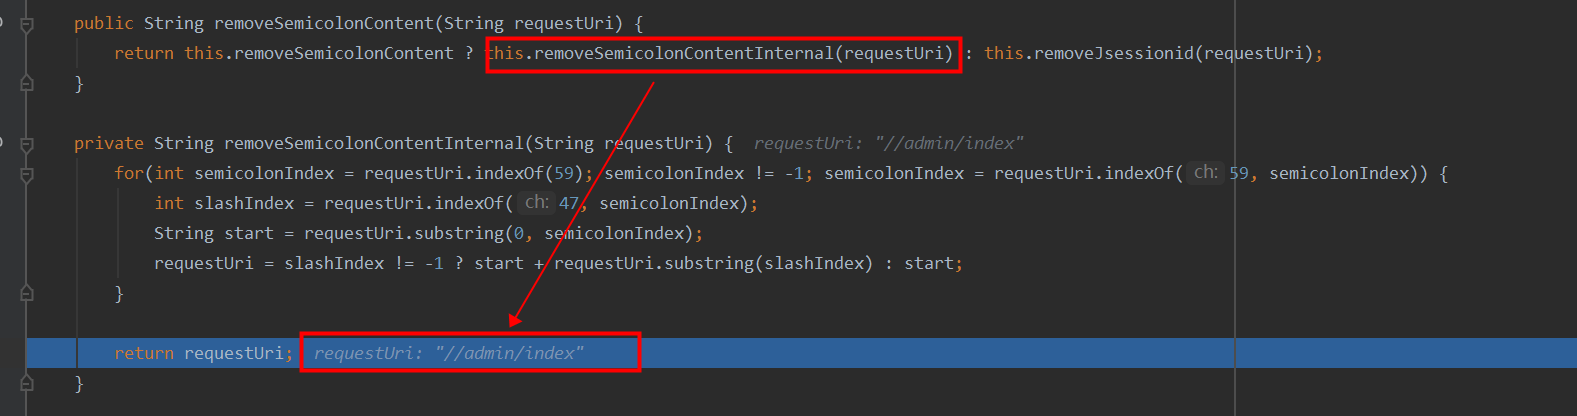 public String removeSemicolonContent(String requestUri) {
return this.removeSemicolonContent ? this.removeSemicolonContentInternal(requestUri) : this.removeJsessionid(requestUri);
}
private String removeSemicolonContentInternal(String requestUri) { requestUri: "//admin/index"
for(int semicolonIndex = requestUri.indexOf(59); semicolonIndex != -1; semicolonIndex = requestUri.indexOf( ch: 59, semicolonIndex)) {
int slashIndex = requestUri.indexOf( ch: 47, semicolonIndex);
String start = requestUri.substring(0, semicolonIndex);
requestUri = slashIndex != -1 ? start + requestUri.substring(slashIndex) : start;
}
return requestUri; requestUri: "//admin/index"
}